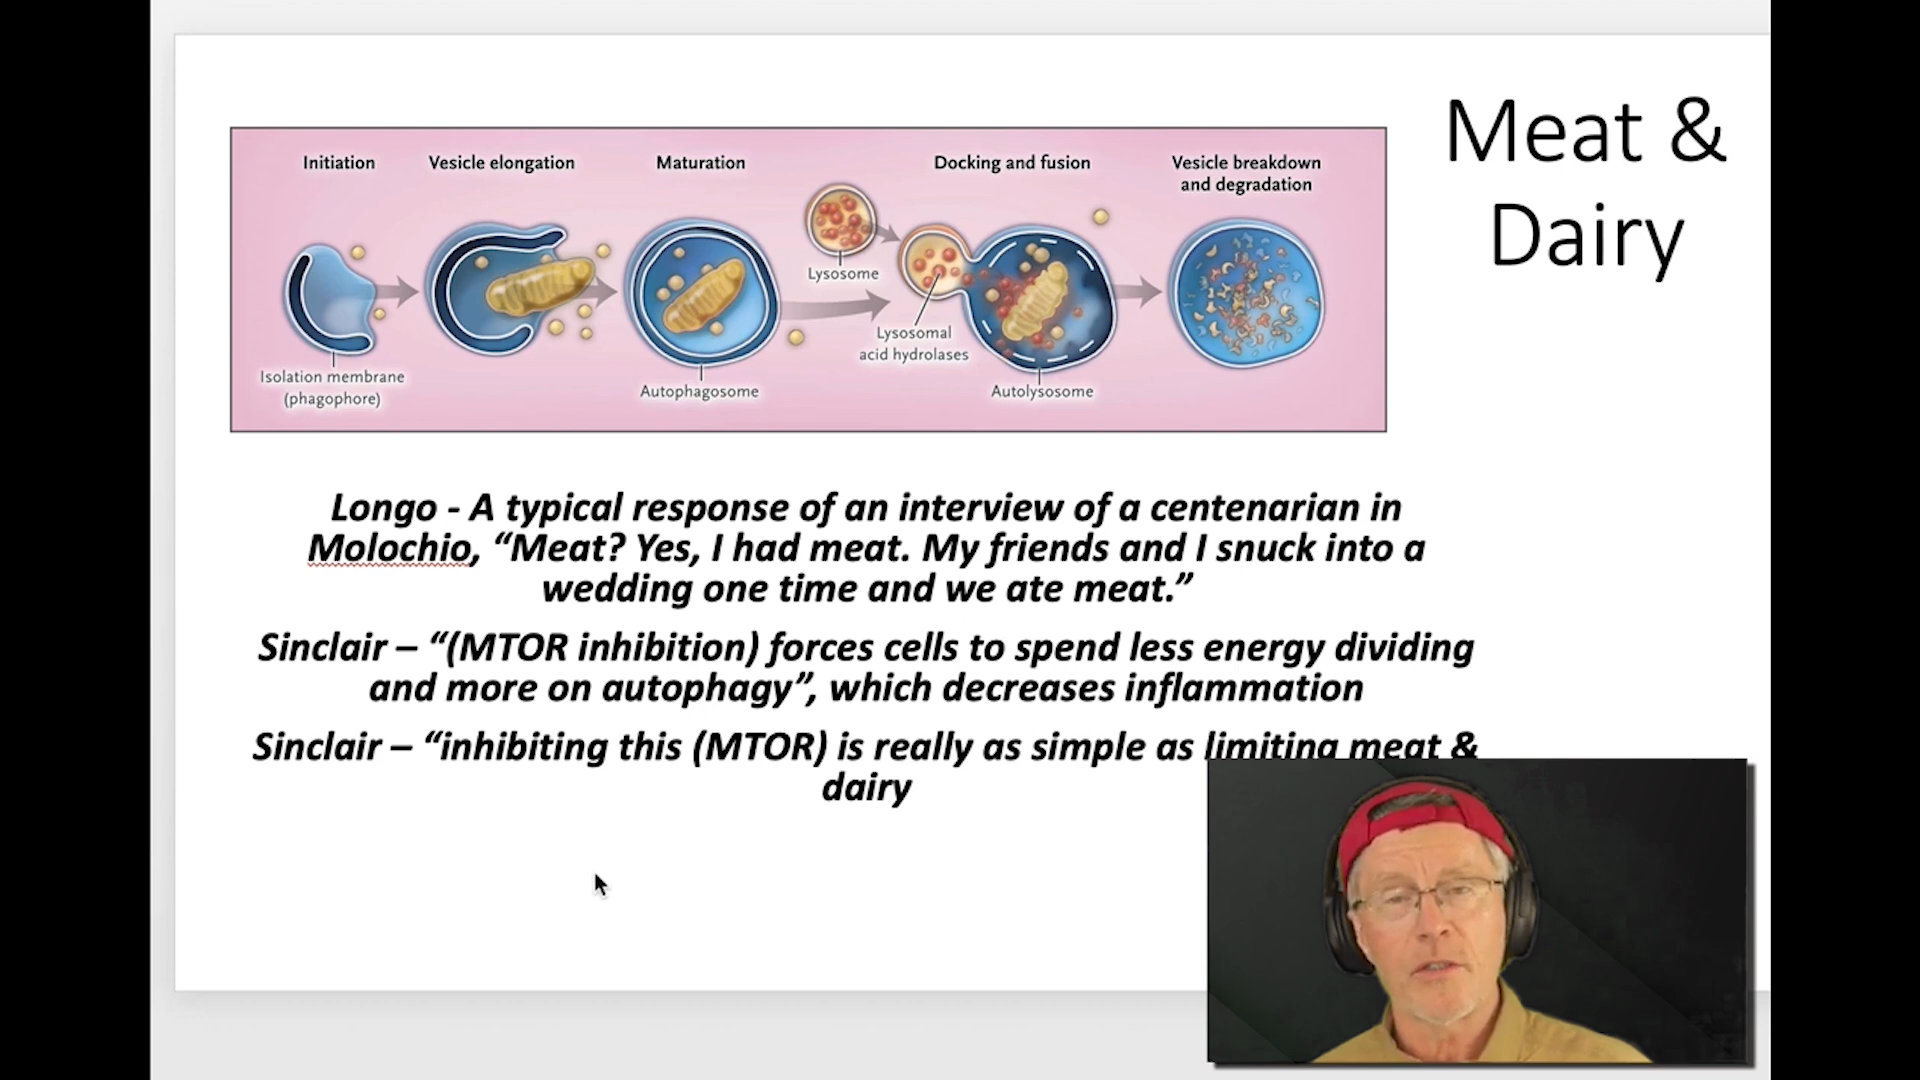 Meat &
Dairy
Initiation
Vesicle elongation
Maturation
Docking and fusion
Vesicle breakdown
and degradation
Lysosome
Lysosomal
acid hydrolases
Isolation membrane
(phagophore)
Autophagosome
Autolysosome
Longo - A typical response of an interview of a centenarian in
Molochio, “Meat? Yes, I had meat. My friends and I snuck into a
wedding one time and we ate meat.”
Sinclair – “(MTOR inhibition) forces cells to spend less energy dividing
and more on autophagy”, which decreases inflammation
Sinclair – “inhibiting this (MTOR) is really as simple as limiting meat &
dairy